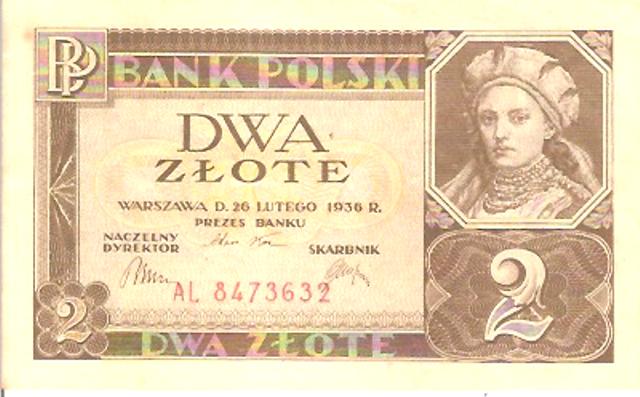 BP BANK POLSKI
DWA
ZŁOTE
WARSZAWA D. 26 LUTEGO 1936 R.
PREZES BANKU
NACZELNY
DYREKTOR
SKARBNIK
AL 8473632
2
2
DWA ZŁOTE